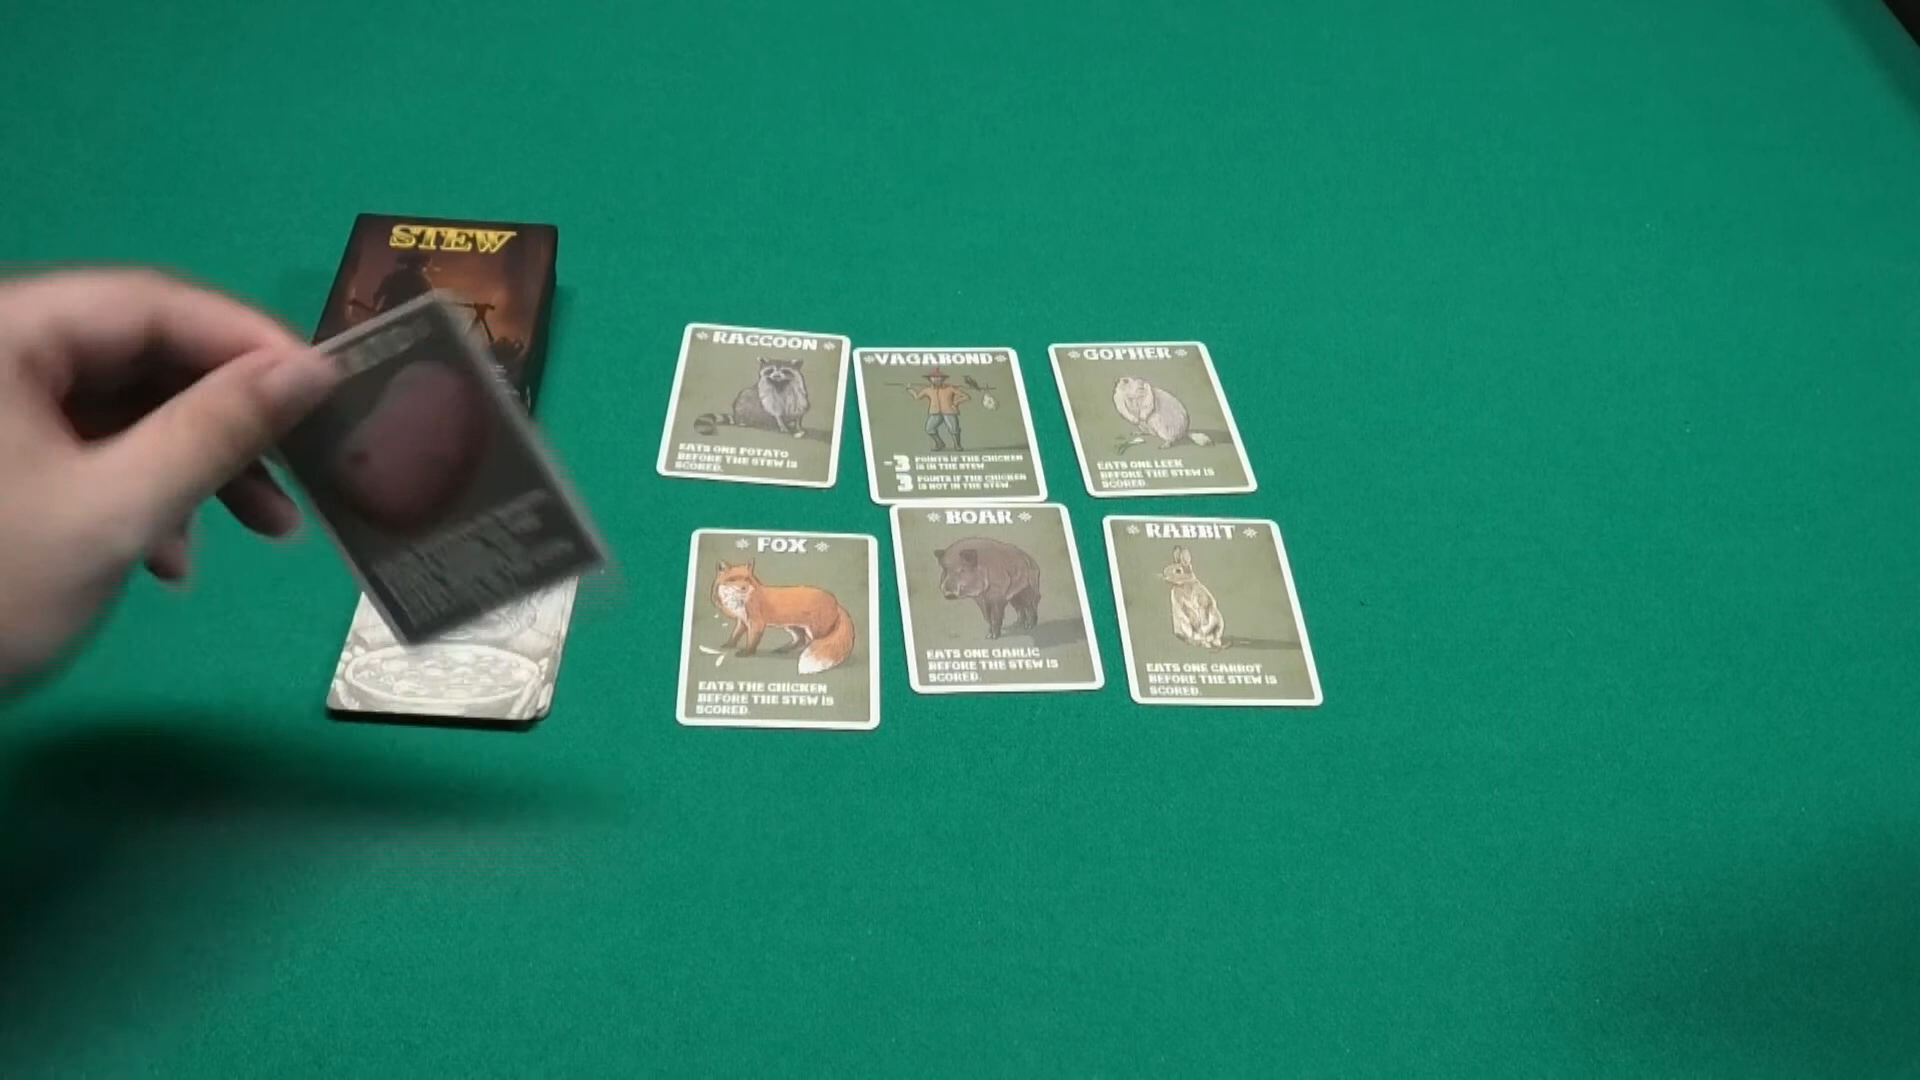 STEW
RACCOON
EATS ONE POTATO
BEFORE THE STEW IS
SCORED.
VAGABOND
-3 POINTS IF THE CHICKEN
IS IN THE STEW
3 POINTS IF THE CHICKEN
IS NOT IN THE STEW.
GOPHER
EATS ONE LEEK
BEFORE THE STEW IS
SCORED.
FOX
EATS THE CHICKEN
BEFORE THE STEW IS
SCORED.
BOAR
EATS ONE GARLIC
BEFORE THE STEW IS
SCORED.
RABBIT
EATS ONE CARROT
BEFORE THE STEW IS
SCORED.